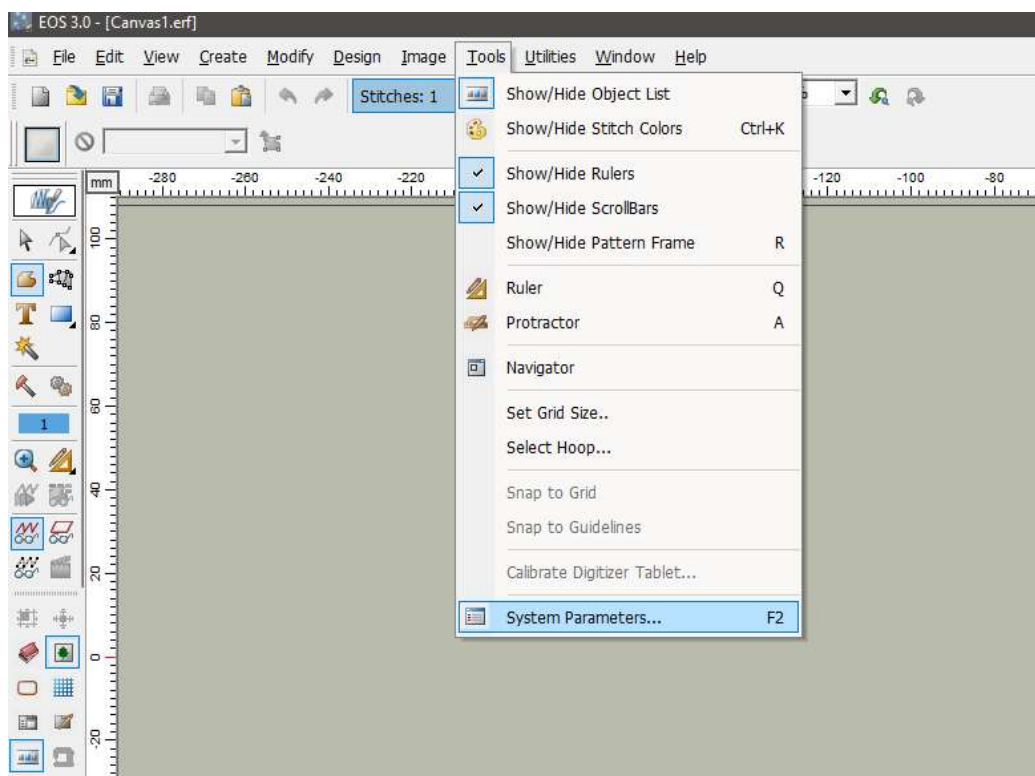 EOS 3.0 - [Canvas1.erf]
File Edit View Create Modify Design Image Tools Utilities Window Help
Stitches: 1
Show/Hide Object List
Show/Hide Stitch Colors Ctrl+K
mm -280 -260 -240 -220 -120 -100 -80
Show/Hide Rulers
Show/Hide ScrollBars
Show/Hide Pattern Frame R
100
Ruler Q
T
80
Protractor A
Navigator
60
1
Set Grid Size..
Select Hoop...
40
Snap to Grid
Snap to Guidelines
20
Calibrate Digitizer Tablet...
System Parameters... F2
0
-20